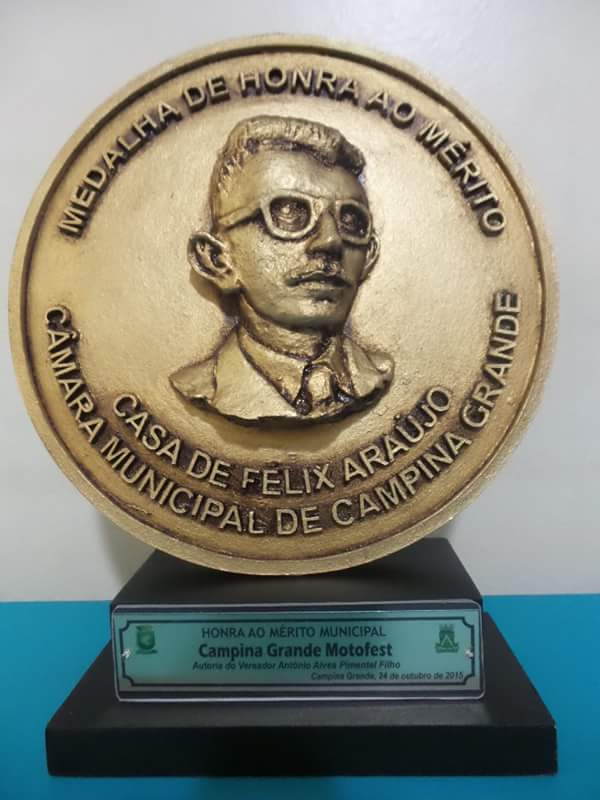 MEDALHA DE HONRA AO MÉRITO
CASA DE FÉLIX ARAÚJO
CÂMARA MUNICIPAL DE CAMPINA GRANDE
HONRA AO MÉRITO MUNICIPAL
Campina Grande Motofest
Autoria do Vereador Antônio Alves Pimentel Filho
Campina Grande, 24 de outubro de 2015